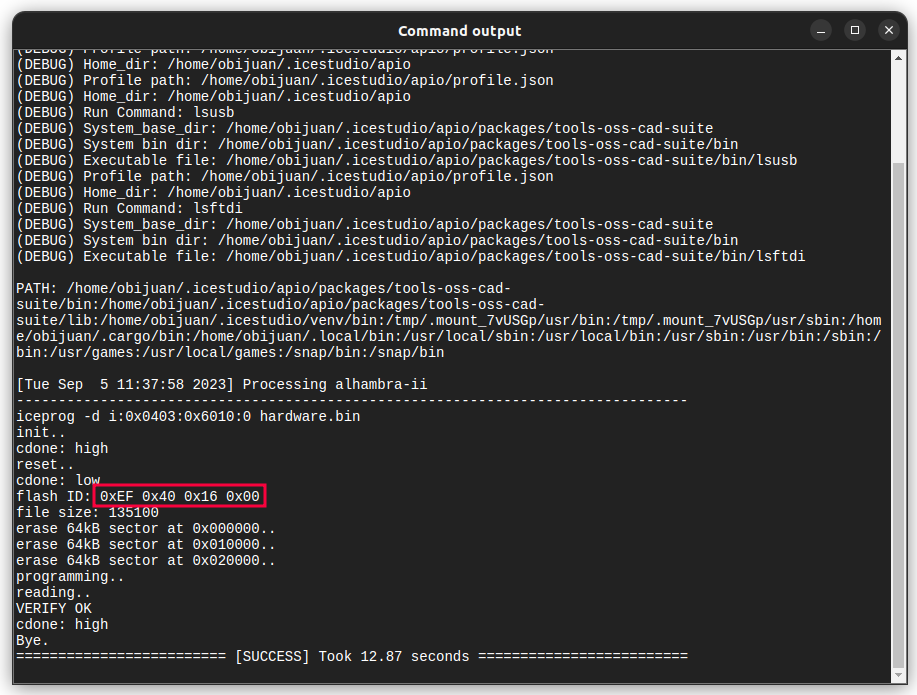 Command output
(DEBUG) Profile path: /home/obijuan/.icestudio/apio/profile.json
(DEBUG) Home_dir: /home/obijuan/.icestudio/apio
(DEBUG) Profile path: /home/obijuan/.icestudio/apio/profile.json
(DEBUG) Home_dir: /home/obijuan/.icestudio/apio
(DEBUG) Run Command: lsusb
(DEBUG) System_base_dir: /home/obijuan/.icestudio/apio/packages/tools-oss-cad-suite
(DEBUG) System bin dir: /home/obijuan/.icestudio/apio/packages/tools-oss-cad-suite/bin
(DEBUG) Executable file: /home/obijuan/.icestudio/apio/packages/tools-oss-cad-suite/bin/lsusb
(DEBUG) Profile path: /home/obijuan/.icestudio/apio/profile.json
(DEBUG) Home_dir: /home/obijuan/.icestudio/apio
(DEBUG) Run Command: lsftdi
(DEBUG) System_base_dir: /home/obijuan/.icestudio/apio/packages/tools-oss-cad-suite
(DEBUG) System bin dir: /home/obijuan/.icestudio/apio/packages/tools-oss-cad-suite/bin
(DEBUG) Executable file: /home/obijuan/.icestudio/apio/packages/tools-oss-cad-suite/bin/lsftdi
PATH: /home/obijuan/.icestudio/apio/packages/tools-oss-cad-
suite/bin:/home/obijuan/.icestudio/apio/packages/tools-oss-cad-
suite/lib:/home/obijuan/.icestudio/venv/bin:/tmp/.mount_7vUSGp/usr/bin:/tmp/.mount_7vUSGp/usr/sbin:/hom
e/obijuan/.cargo/bin:/home/obijuan/.local/bin:/usr/local/sbin:/usr/local/bin:/usr/sbin:/usr/bin:/sbin:/
bin:/usr/games:/usr/local/games:/snap/bin:/snap/bin
[Tue Sep  5 11:37:58 2023] Processing alhambra-ii
--------------------------------------------------------------------------------
iceprog -d i:0x0403:0x6010:0 hardware.bin
init..
cdone: high
reset..
cdone: low
flash ID: 0xEF 0x40 0x16 0x00
file size: 135100
erase 64kB sector at 0x000000..
erase 64kB sector at 0x010000..
erase 64kB sector at 0x020000..
programming..
reading..
VERIFY OK
cdone: high
Bye.
========================= [SUCCESS] Took 12.87 seconds =========================